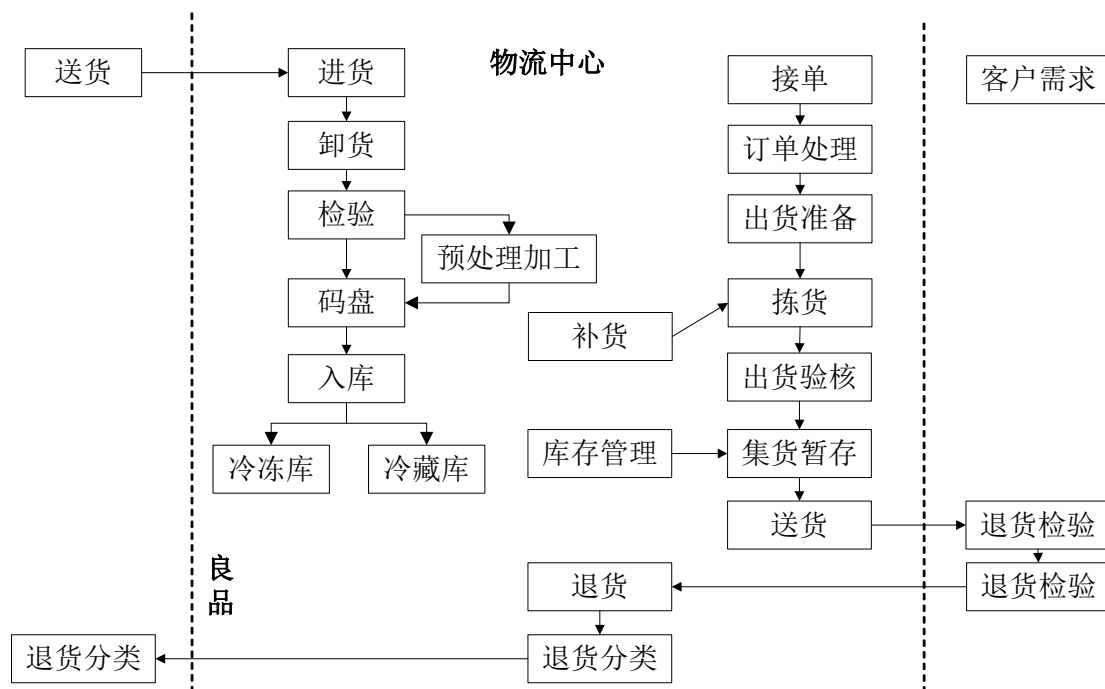 送货
进货
物流中心
接单
客户需求
卸货
订单处理
检验
出货准备
预处理加工
码盘
拣货
补货
入库
出货验核
冷冻库
冷藏库
库存管理
集货暂存
送货
退货检验
良
品
退货
退货检验
退货分类
退货分类